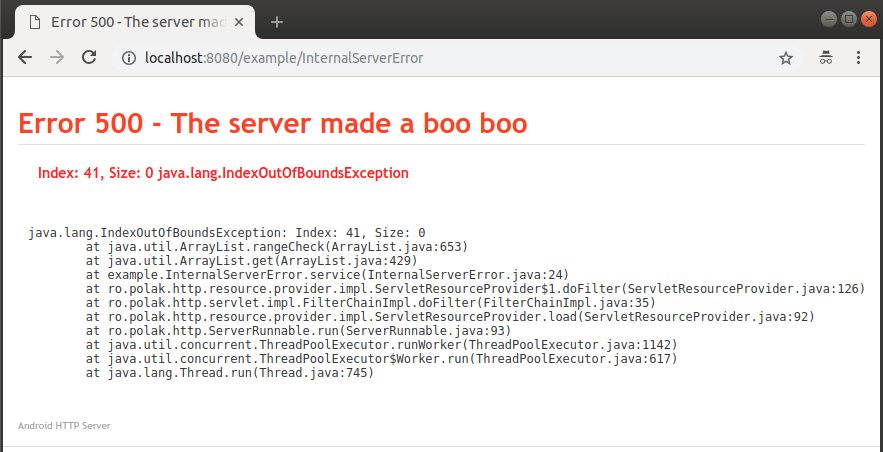 Error 500 - The server mad
localhost:8080/example/InternalServerError
Error 500 - The server made a boo boo
Index: 41, Size: 0 java.lang.IndexOutOfBoundsException
java.lang.IndexOutOfBoundsException: Index: 41, Size: 0
at java.util.ArrayList.rangeCheck(ArrayList.java:653)
at java.util.ArrayList.get(ArrayList.java:429)
at example.InternalServerError.service(InternalServerError.java:24)
at ro.polak.http.resource.provider.impl.ServletResourceProvider$1.doFilter(ServletResourceProvider.java:126)
at ro.polak.http.servlet.impl.FilterChainImpl.doFilter(FilterChainImpl.java:35)
at ro.polak.http.resource.provider.impl.ServletResourceProvider.load(ServletResourceProvider.java:92)
at ro.polak.http.ServerRunnable.run(ServerRunnable.java:93)
at java.util.concurrent.ThreadPoolExecutor.runWorker(ThreadPoolExecutor.java:1142)
at java.util.concurrent.ThreadPoolExecutor$Worker.run(ThreadPoolExecutor.java:617)
at java.lang.Thread.run(Thread.java:745)
Android HTTP Server